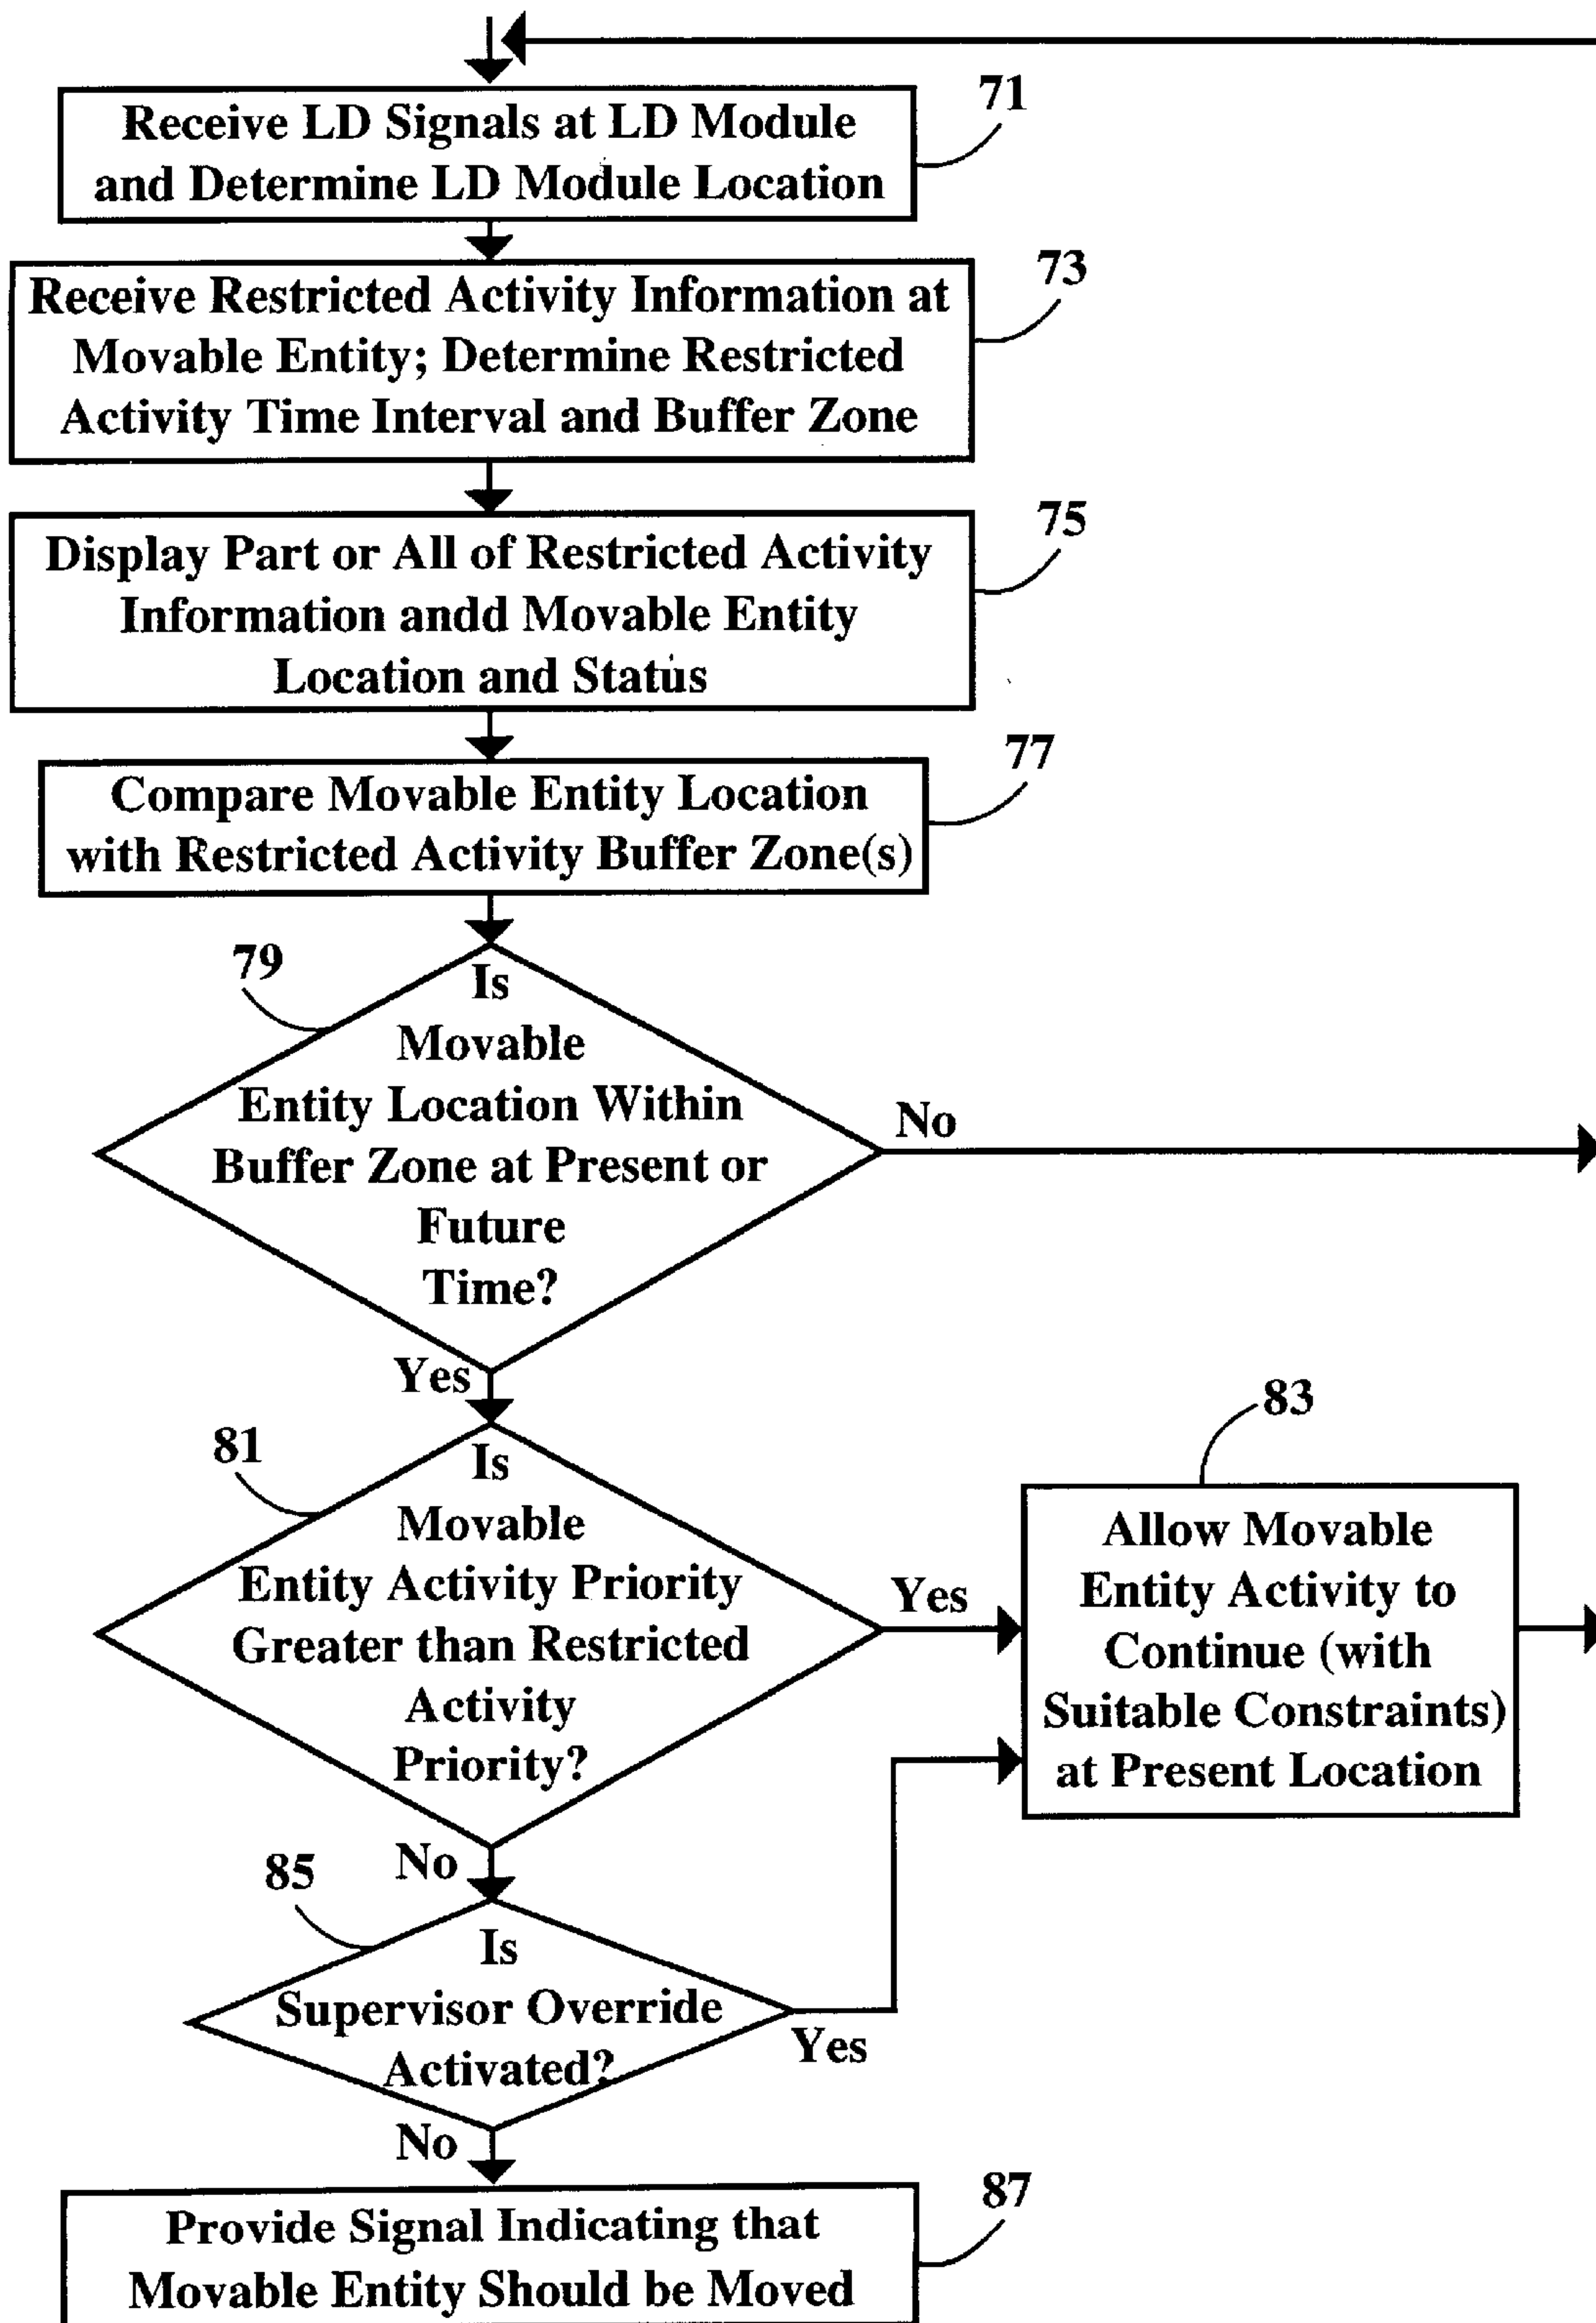 71
Receive LD Signals at LD Module
and Determine LD Module Location
73
Receive Restricted Activity Information at
Movable Entity; Determine Restricted
Activity Time Interval and Buffer Zone
75
Display Part or All of Restricted Activity
Information andd Movable Entity
Location and Status
77
Compare Movable Entity Location
with Restricted Activity Buffer Zone(s)
79
Is
Movable
Entity Location Within
Buffer Zone at Present or
Future
Time?
No
Yes
81
Is
Movable
Entity Activity Priority
Greater than Restricted
Activity
Priority?
Yes
83
Allow Movable
Entity Activity to
Continue (with
Suitable Constraints)
at Present Location
No
85
Is
Supervisor Override
Activated?
Yes
No
87
Provide Signal Indicating that
Movable Entity Should be Moved